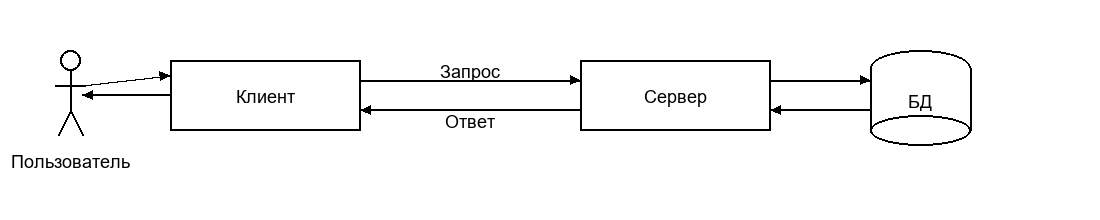 Запрос
Клиент
Сервер
БД
Ответ
Пользователь